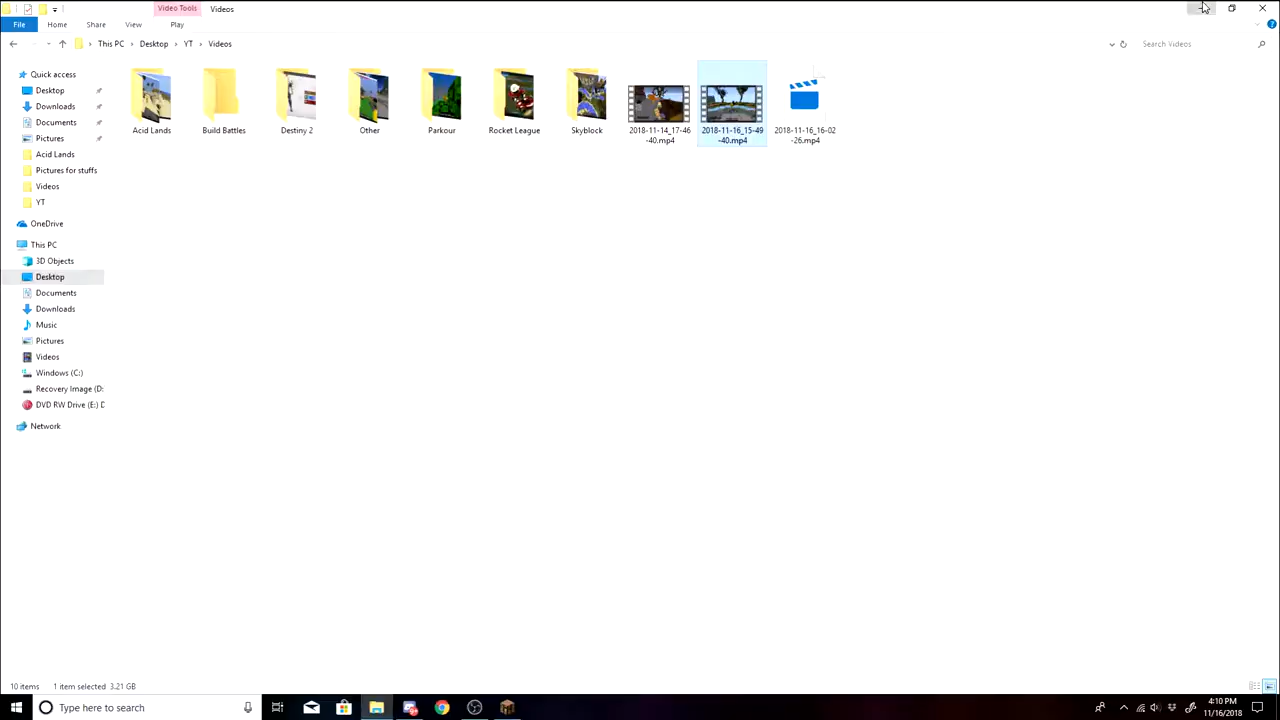 Video Tools
Videos
File
Home
Share
View
Play
This PC
Desktop
YT
Videos
Search Videos
Quick access
Desktop
Downloads
Documents
Pictures
Acid Lands
Pictures for stuffs
Videos
YT
OneDrive
This PC
3D Objects
Desktop
Documents
Downloads
Music
Pictures
Videos
Windows (C:)
Recovery Image (D:
DVD RW Drive (E:) D
Network
Acid Lands
Build Battles
Destiny 2
Other
Parkour
Rocket League
Skyblock
2018-11-14_17-46
-40.mp4
2018-11-16_15-49
-40.mp4
2018-11-16_16-02
-26.mp4
10 items
1 item selected 3.21 GB
Type here to search
4:10 PM
11/16/2018